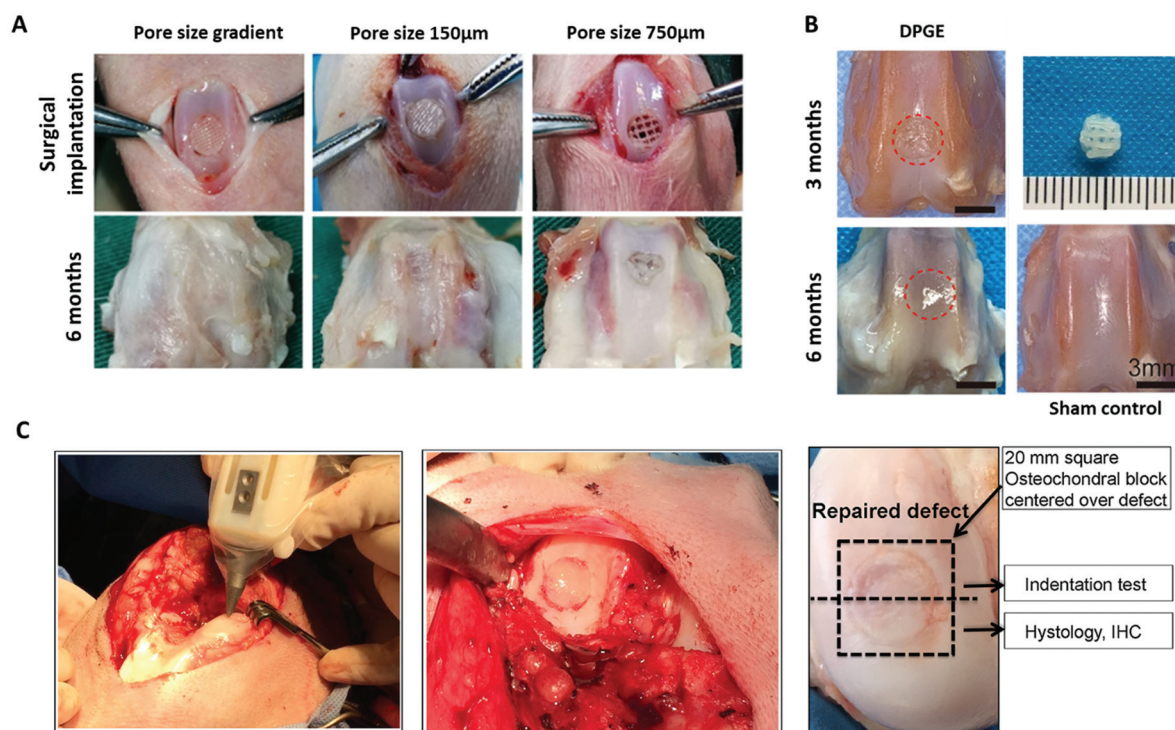 A
Pore size gradient
Pore size 150μm
Pore size 750μm
Surgical
implantation
6 months
B
DPGE
3 months
6 months
3mm
Sham control
C
Repaired defect
20 mm square
Osteochondral block
centered over defect
Indentation test
Hystology, IHC